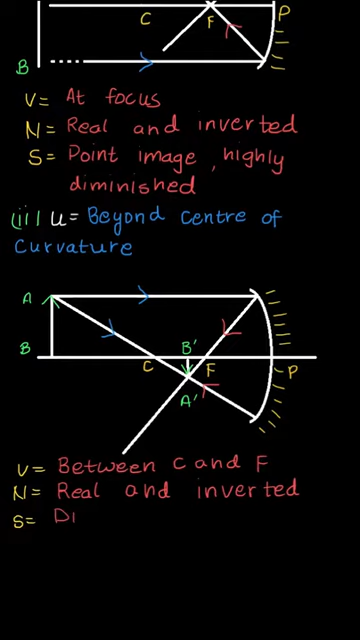 C F P
B
V= At focus
N= Real and inverted
S= Point image, highly
diminished
(ii) u= Beyond Centre of
Curvature
A
B B'
C F P
A'
V= Between C and F
N= Real and inverted
S= DI